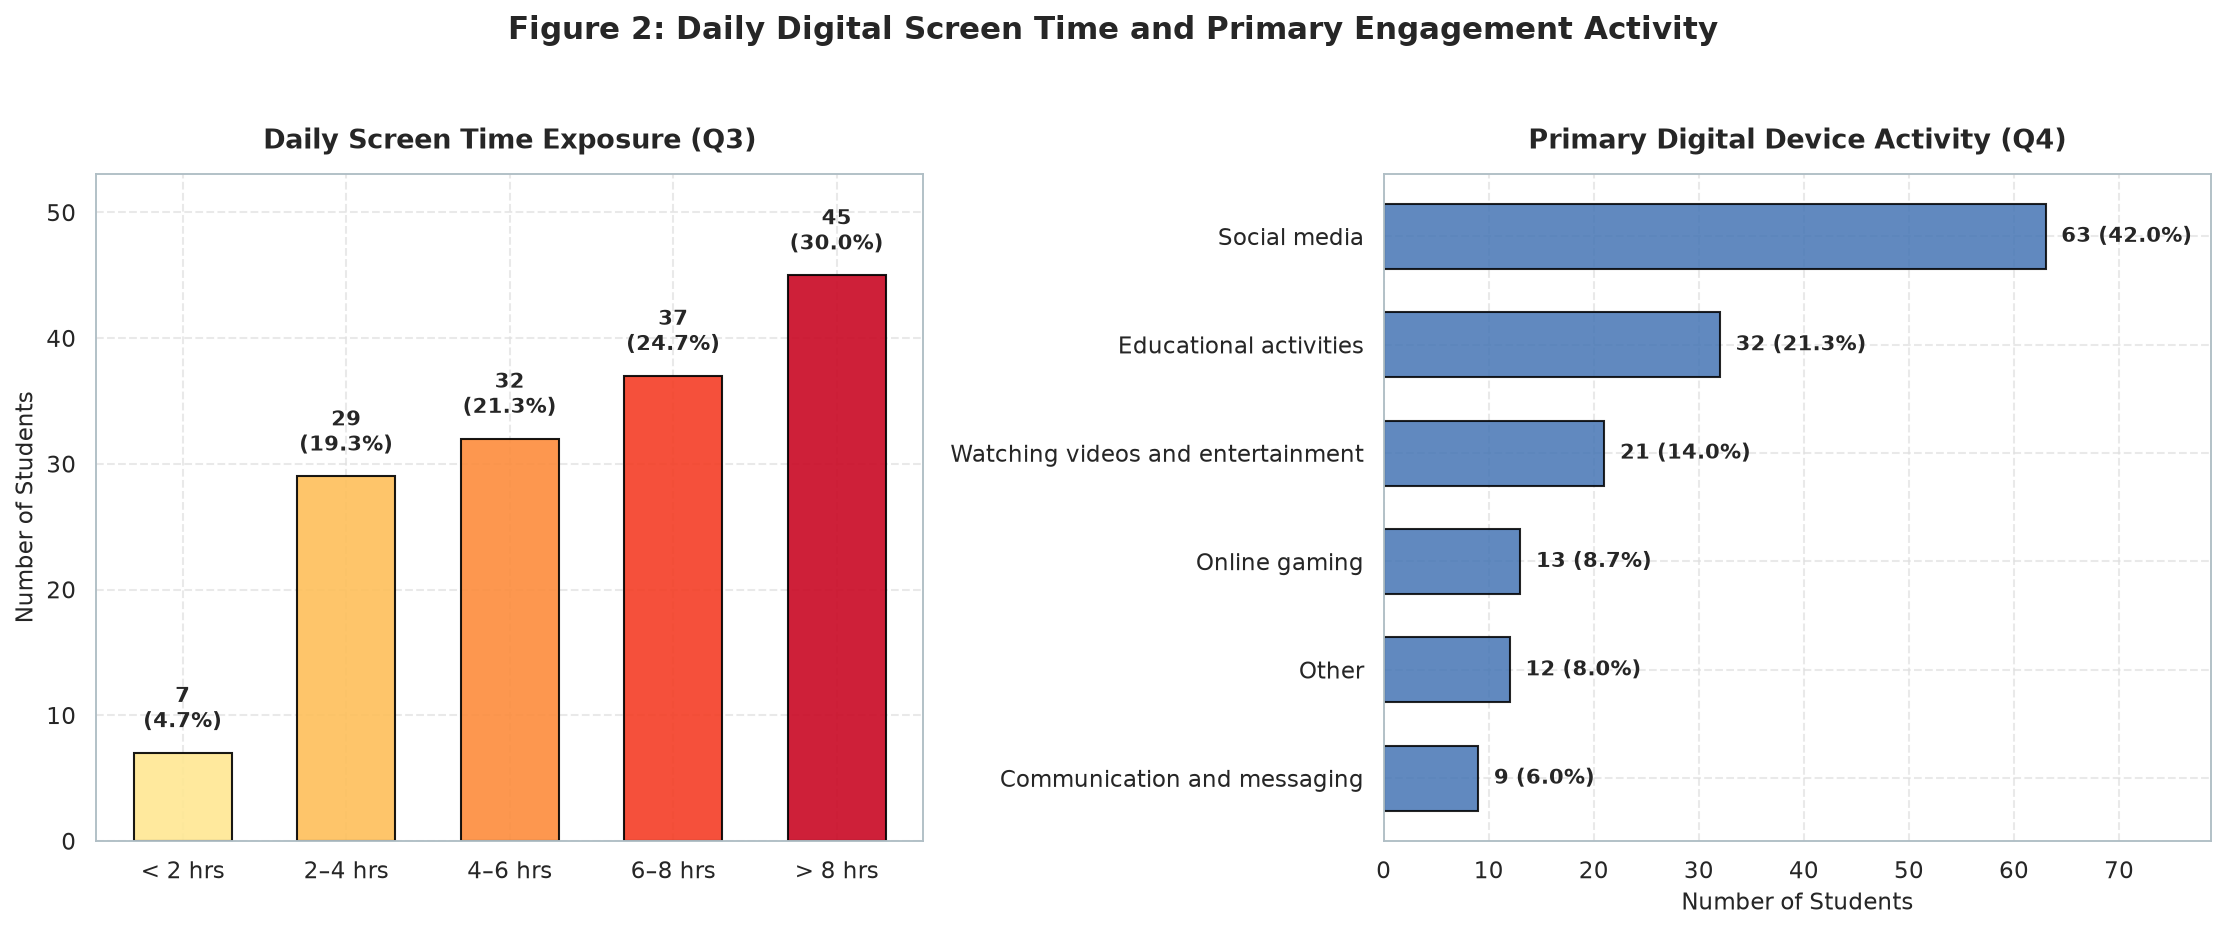 Figure 2: Daily Digital Screen Time and Primary Engagement Activity
Daily Screen Time Exposure (Q3)
Number of Students
50
40
30
20
10
0
7
(4.7%)
29
(19.3%)
32
(21.3%)
37
(24.7%)
45
(30.0%)
< 2 hrs
2–4 hrs
4–6 hrs
6–8 hrs
> 8 hrs
Primary Digital Device Activity (Q4)
Social media
63 (42.0%)
Educational activities
32 (21.3%)
Watching videos and entertainment
21 (14.0%)
Online gaming
13 (8.7%)
Other
12 (8.0%)
Communication and messaging
9 (6.0%)
0
10
20
30
40
50
60
70
Number of Students